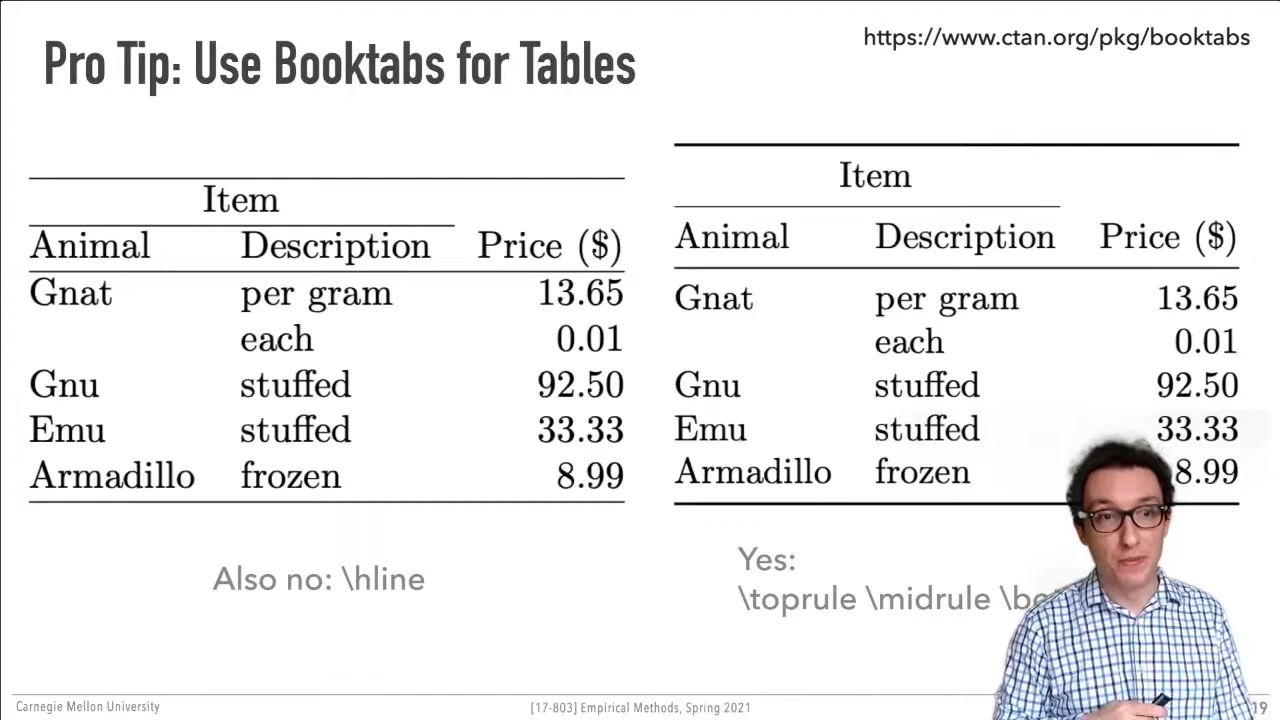 https://www.ctan.org/pkg/booktabs
Pro Tip: Use Booktabs for Tables
Item
Animal Description Price ($)
Gnat per gram 13.65
each 0.01
Gnu stuffed 92.50
Emu stuffed 33.33
Armadillo frozen 8.99
Also no: \hline
Item
Animal Description Price ($)
Gnat per gram 13.65
each 0.01
Gnu stuffed 92.50
Emu stuffed 33.33
Armadillo frozen 8.99
Yes:
\toprule \midrule
Carnegie Mellon University
[17-803] Empirical Methods, Spring 2021
19